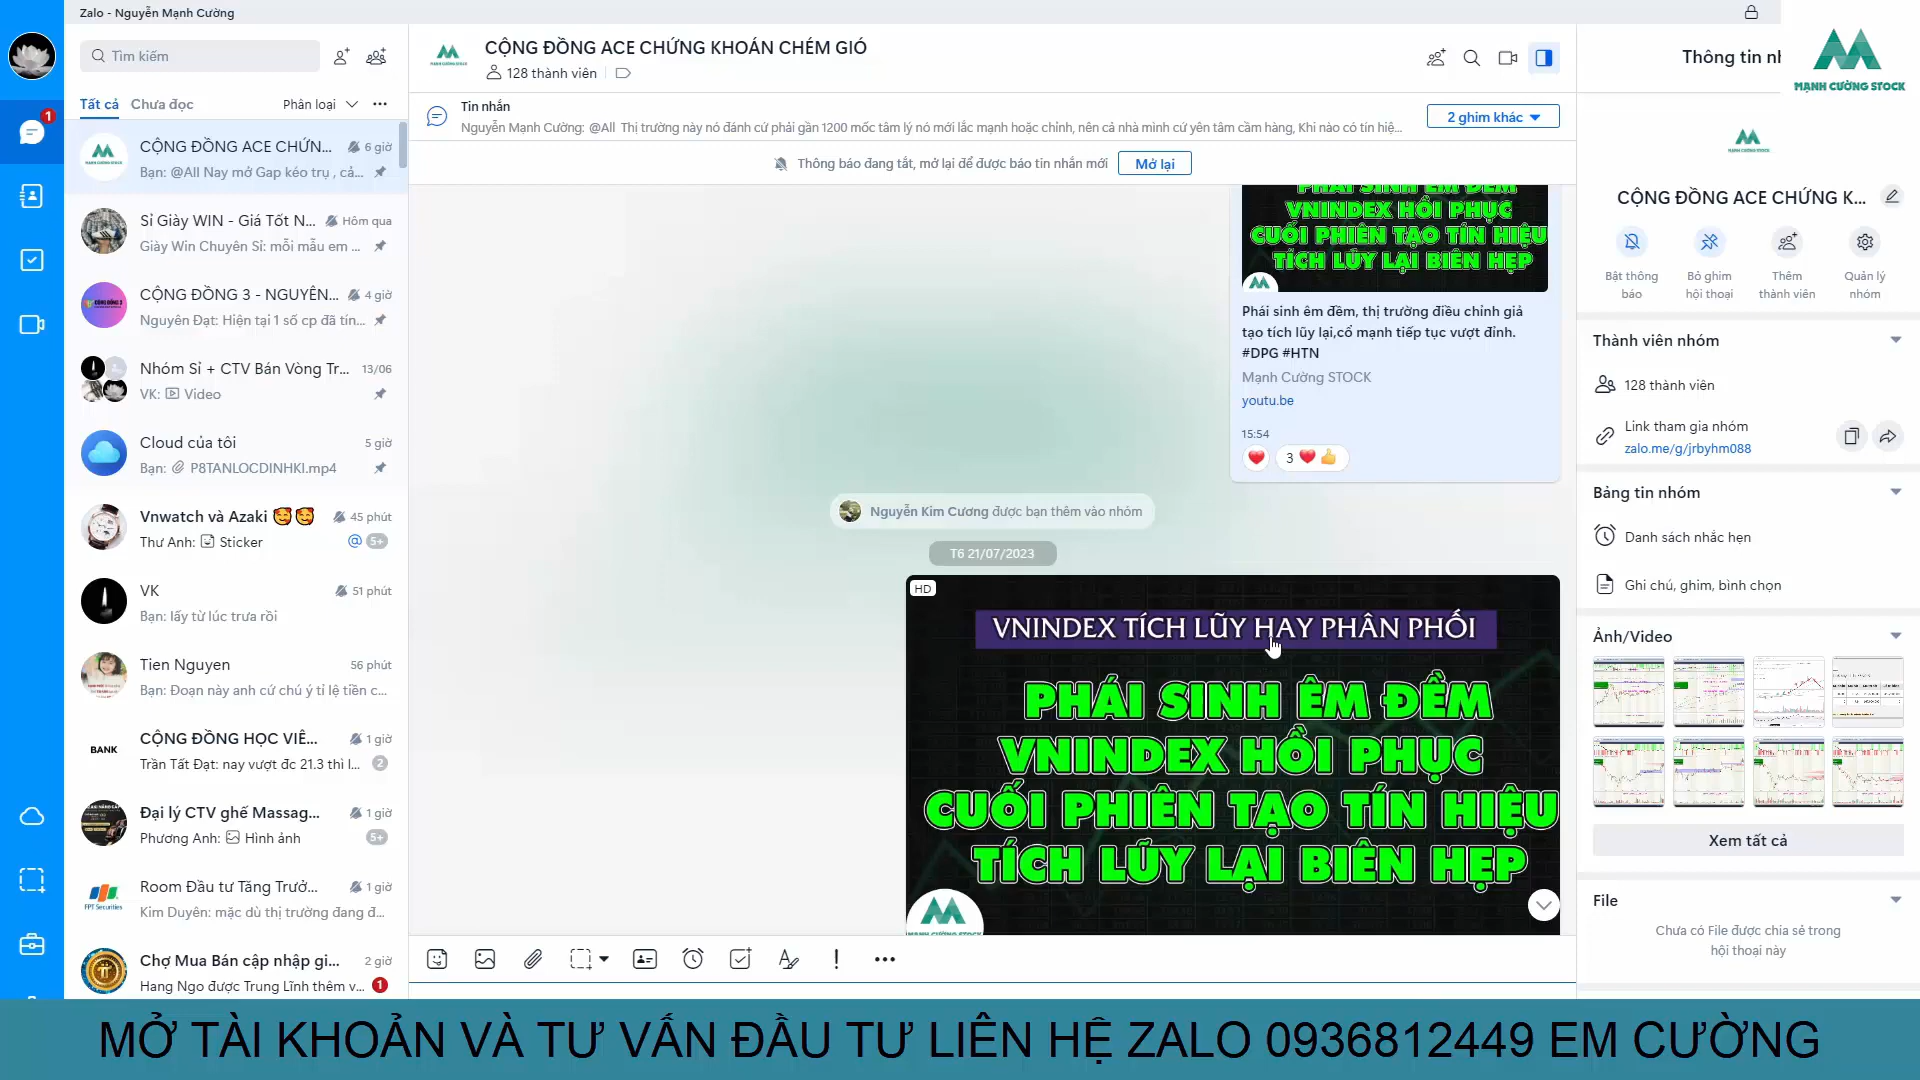 Zalo - Nguyễn Mạnh Cường
Tìm kiếm
Tất cả
Chưa đọc
Phân loại
1
CỘNG ĐỒNG ACE CHỨN...
6 giờ
Bạn: @All Nay mở Gap kéo trụ , cả...
Sỉ Giày WIN - Giá Tốt N...
Hôm qua
Giày Win Chuyên Sỉ: mỗi mẫu em ...
CỘNG ĐỒNG 3 - NGUYÊN...
4 giờ
Nguyên Đạt: Hiện tại 1 số cp đã tín...
Nhóm Sỉ + CTV Bán Vòng Tr...
13/06
VK: Video
Cloud của tôi
5 giờ
Bạn: P8TANLOCDINHKI.mp4
Vnwatch và Azaki 🥰🥰
45 phút
Thư Anh: Sticker
@ 5+
VK
51 phút
Bạn: lấy từ lúc trưa rồi
Tien Nguyen
56 phút
Bạn: Đoạn này anh cứ chú ý tỉ lệ tiền c...
BANK
CỘNG ĐỒNG HỌC VIÊ...
1 giờ
Trần Tất Đạt: nay vượt đc 21.3 thì l...
2
Đại lý CTV ghế Massag...
1 giờ
Phương Anh: Hình ảnh
5+
FPT Securities
Room Đầu tư Tăng Trưở...
1 giờ
Kim Duyên: mặc dù thị trường đang đ...
Chợ Mua Bán cập nhập gi...
2 giờ
Hang Ngo được Trung Lĩnh thêm v...
1
CỘNG ĐỒNG ACE CHỨNG KHOÁN CHÉM GIÓ
128 thành viên
Tin nhắn
Nguyễn Mạnh Cường: @All Thị trường này nó đánh cứ phải gần 1200 mốc tâm lý nó mới lắc mạnh hoặc chỉnh, nên cả nhà mình cứ yên tâm cầm hàng, Khi nào có tín hiệ...
2 ghim khác
Thông báo đang tắt, mở lại để được báo tin nhắn mới
Mở lại
PHÁI SINH ÊM ĐỀM
VNINDEX HỒI PHỤC
CUỐI PHIÊN TẠO TÍN HIỆU
TÍCH LŨY LẠI BIÊN HẸP
Phái sinh êm đềm, thị trường điều chỉnh giả
tạo tích lũy lại,cổ mạnh tiếp tục vượt đỉnh.
#DPG #HTN
Mạnh Cường STOCK
youtu.be
15:54
3
Nguyễn Kim Cương được bạn thêm vào nhóm
T6 21/07/2023
HD
VNINDEX TÍCH LŨY HAY PHÂN PHỐI
PHÁI SINH ÊM ĐỀM
VNINDEX HỒI PHỤC
CUỐI PHIÊN TẠO TÍN HIỆU
TÍCH LŨY LẠI BIÊN HẸP
MẠNH CƯỜNG STOCK
Thông tin nh
MẠNH CƯỜNG STOCK
CỘNG ĐỒNG ACE CHỨNG K...
Bật thông
báo
Bỏ ghim
hội thoại
Thêm
thành viên
Quản lý
nhóm
Thành viên nhóm
128 thành viên
Link tham gia nhóm
zalo.me/g/jrbyhm088
Bảng tin nhóm
Danh sách nhắc hẹn
Ghi chú, ghim, bình chọn
Ảnh/Video
Xem tất cả
File
Chưa có File được chia sẻ trong
hội thoại này
MỞ TÀI KHOẢN VÀ TƯ VẤN ĐẦU TƯ LIÊN HỆ ZALO 0936812449 EM CƯỜNG